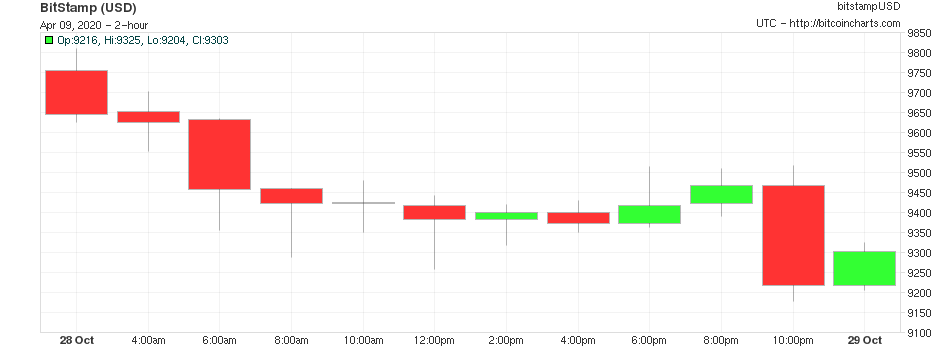 BitStamp (USD)
bitstampUSD
Apr 09, 2020 - 2-hour
UTC - http://bitcoincharts.com
Op:9216, Hi:9325, Lo:9204, Cl:9303
9850
9800
9750
9700
9650
9600
9550
9500
9450
9400
9350
9300
9250
9200
9150
9100
28 Oct 4:00am 6:00am 8:00am 10:00am 12:00pm 2:00pm 4:00pm 6:00pm 8:00pm 10:00pm 29 Oct